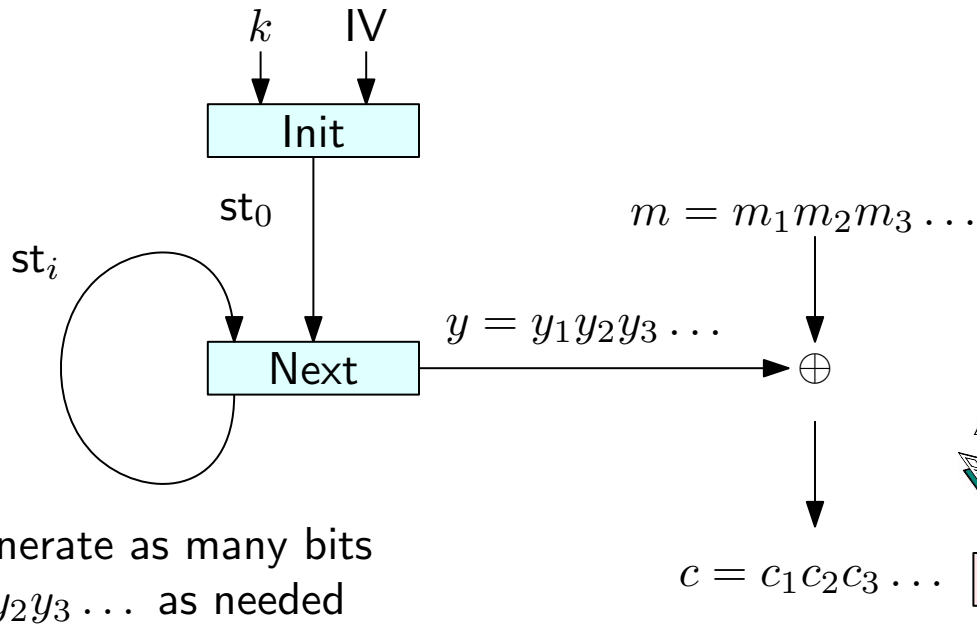 k IV
Init
st₀
m = m₁m₂m₃ …
stᵢ
y = y₁y₂y₃ …
Next
⊕
nerate as many bits
c = c₁c₂c₃ …
y₂y₃ … as needed